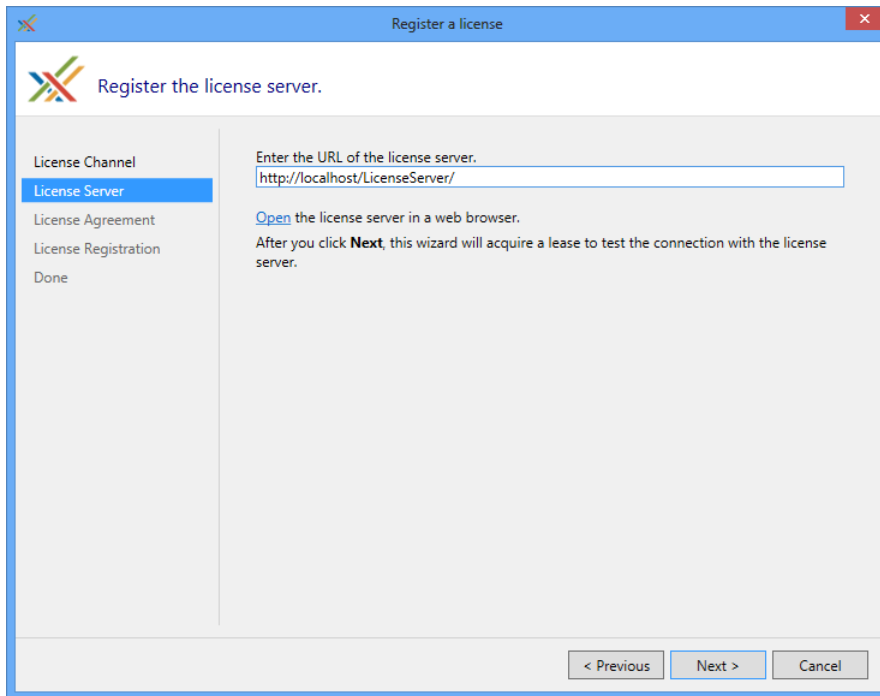 Register a license
Register the license server.
License Channel
License Server
License Agreement
License Registration
Done
Enter the URL of the license server.
http://localhost/LicenseServer/
Open the license server in a web browser.
After you click Next, this wizard will acquire a lease to test the connection with the license
server.
< Previous
Next >
Cancel